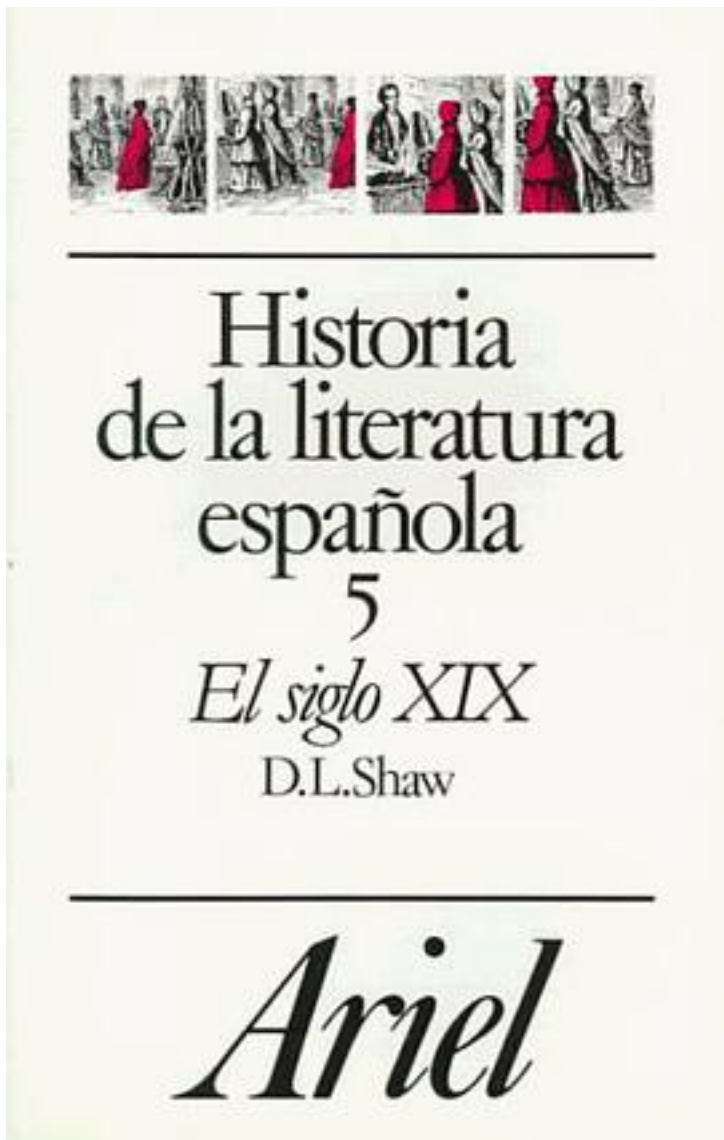 Historia
de la literatura
española
5
El siglo XIX
D.L.Shaw
Ariel